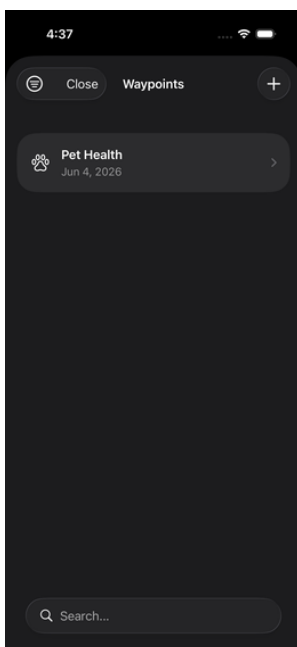 4:37
Close
Waypoints
Pet Health
Jun 4, 2026
Search...